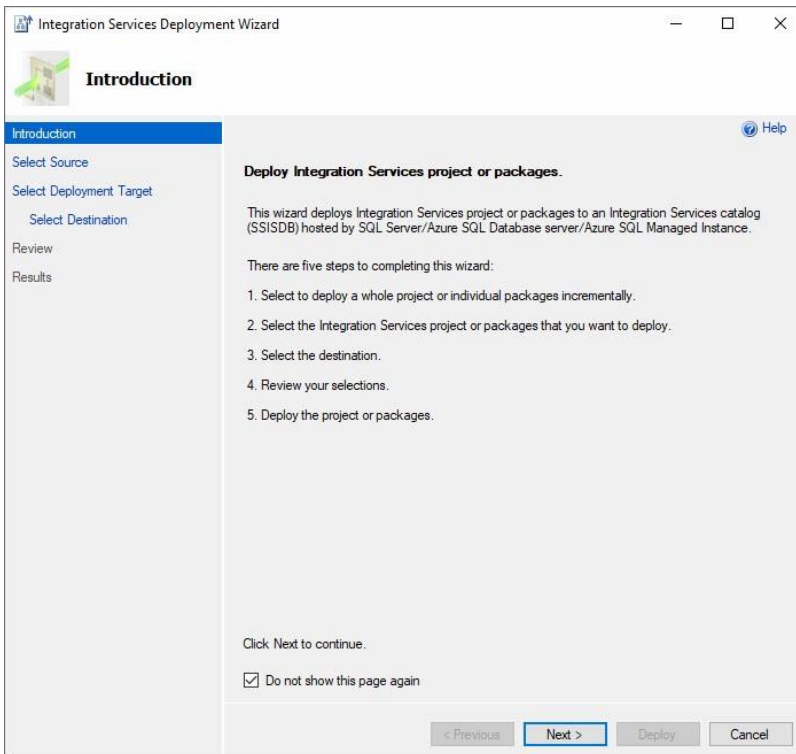 Integration Services Deployment Wizard
Introduction
Introduction
Select Source
Select Deployment Target
Select Destination
Review
Results
Help
Deploy Integration Services project or packages.
This wizard deploys Integration Services project or packages to an Integration Services catalog
(SSISDB) hosted by SQL Server/Azure SQL Database server/Azure SQL Managed Instance.
There are five steps to completing this wizard:
1. Select to deploy a whole project or individual packages incrementally.
2. Select the Integration Services project or packages that you want to deploy.
3. Select the destination.
4. Review your selections.
5. Deploy the project or packages.
Click Next to continue.
Do not show this page again
< Previous
Next >
Deploy
Cancel